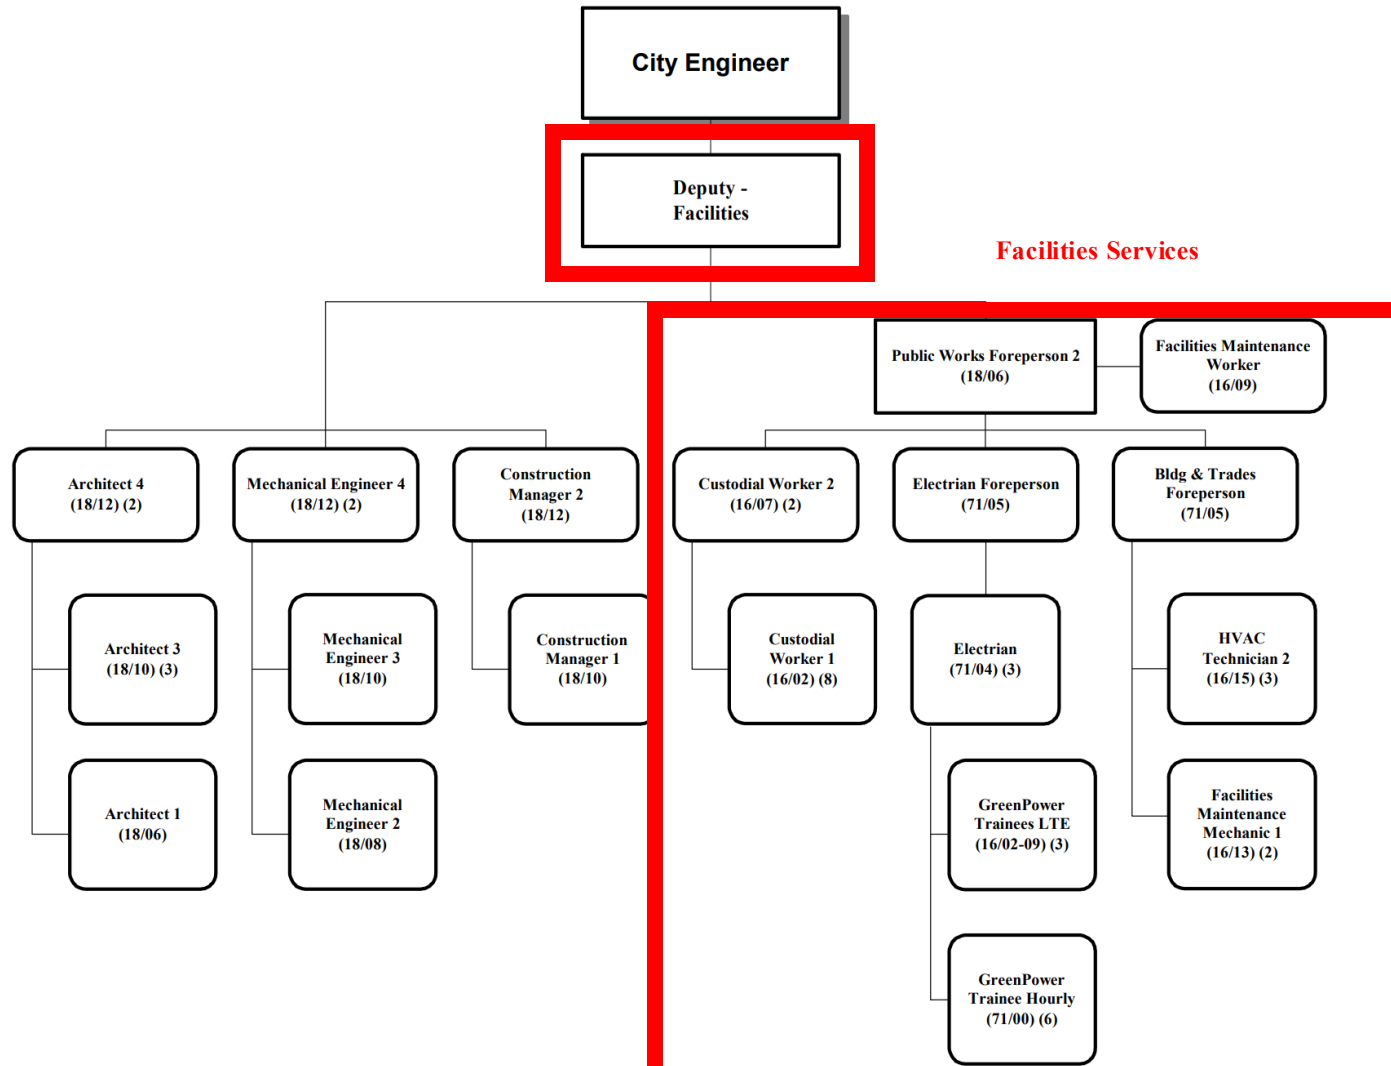 City Engineer
Deputy -
Facilities
Facilities Services
Public Works Foreperson 2
(18/06)
Facilities Maintenance
Worker
(16/09)
Architect 4
(18/12) (2)
Mechanical Engineer 4
(18/12) (2)
Construction
Manager 2
(18/12)
Custodial Worker 2
(16/07) (2)
Electrian Foreperson
(71/05)
Bldg & Trades
Foreperson
(71/05)
Architect 3
(18/10) (3)
Mechanical
Engineer 3
(18/10)
Construction
Manager 1
(18/10)
Custodial
Worker 1
(16/02) (8)
Electrian
(71/04) (3)
HVAC
Technician 2
(16/15) (3)
Architect 1
(18/06)
Mechanical
Engineer 2
(18/08)
GreenPower
Trainees LTE
(16/02-09) (3)
Facilities
Maintenance
Mechanic 1
(16/13) (2)
GreenPower
Trainee Hourly
(71/00) (6)